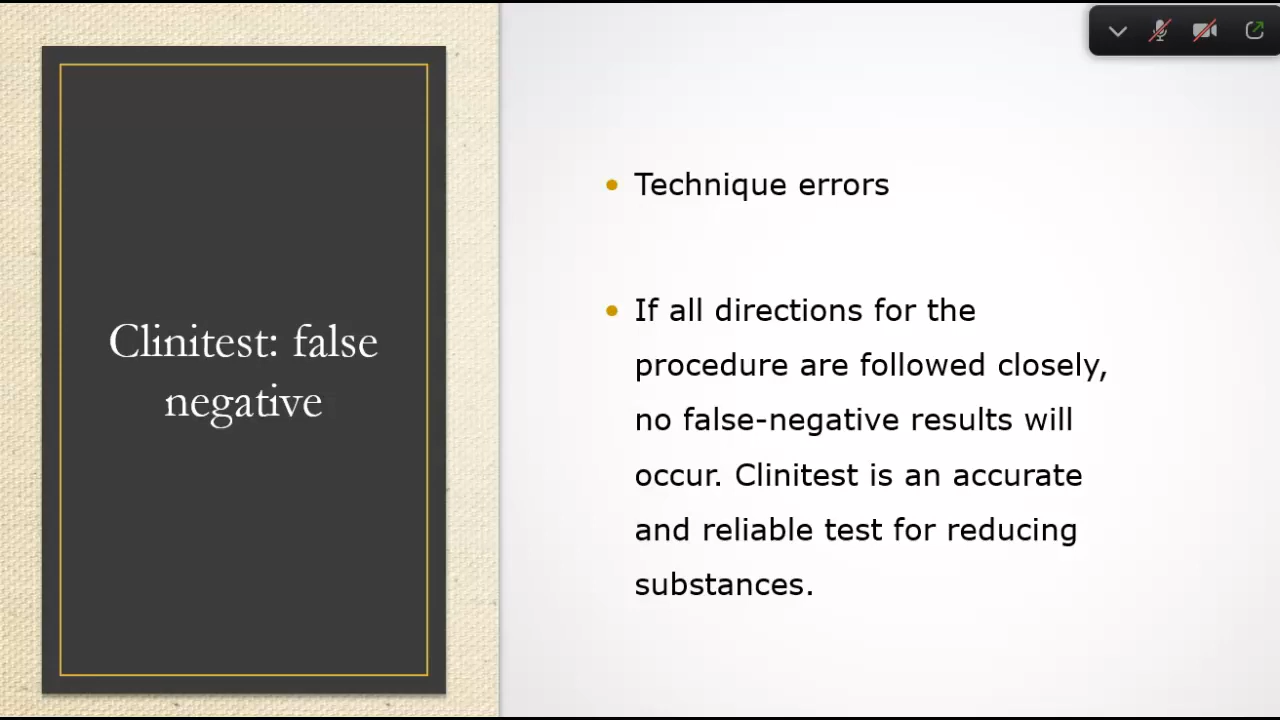 Clinitest: false
negative
Technique errors
If all directions for the
procedure are followed closely,
no false-negative results will
occur. Clinitest is an accurate
and reliable test for reducing
substances.